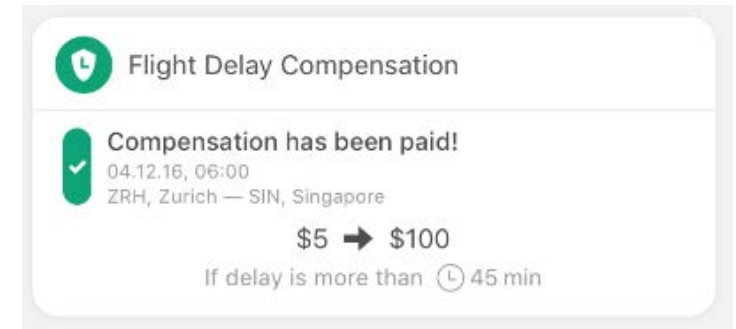 Flight Delay Compensation
Compensation has been paid!
04.12.16, 06:00
ZRH, Zurich — SIN, Singapore
$5 ➡ $100
If delay is more than 45 min